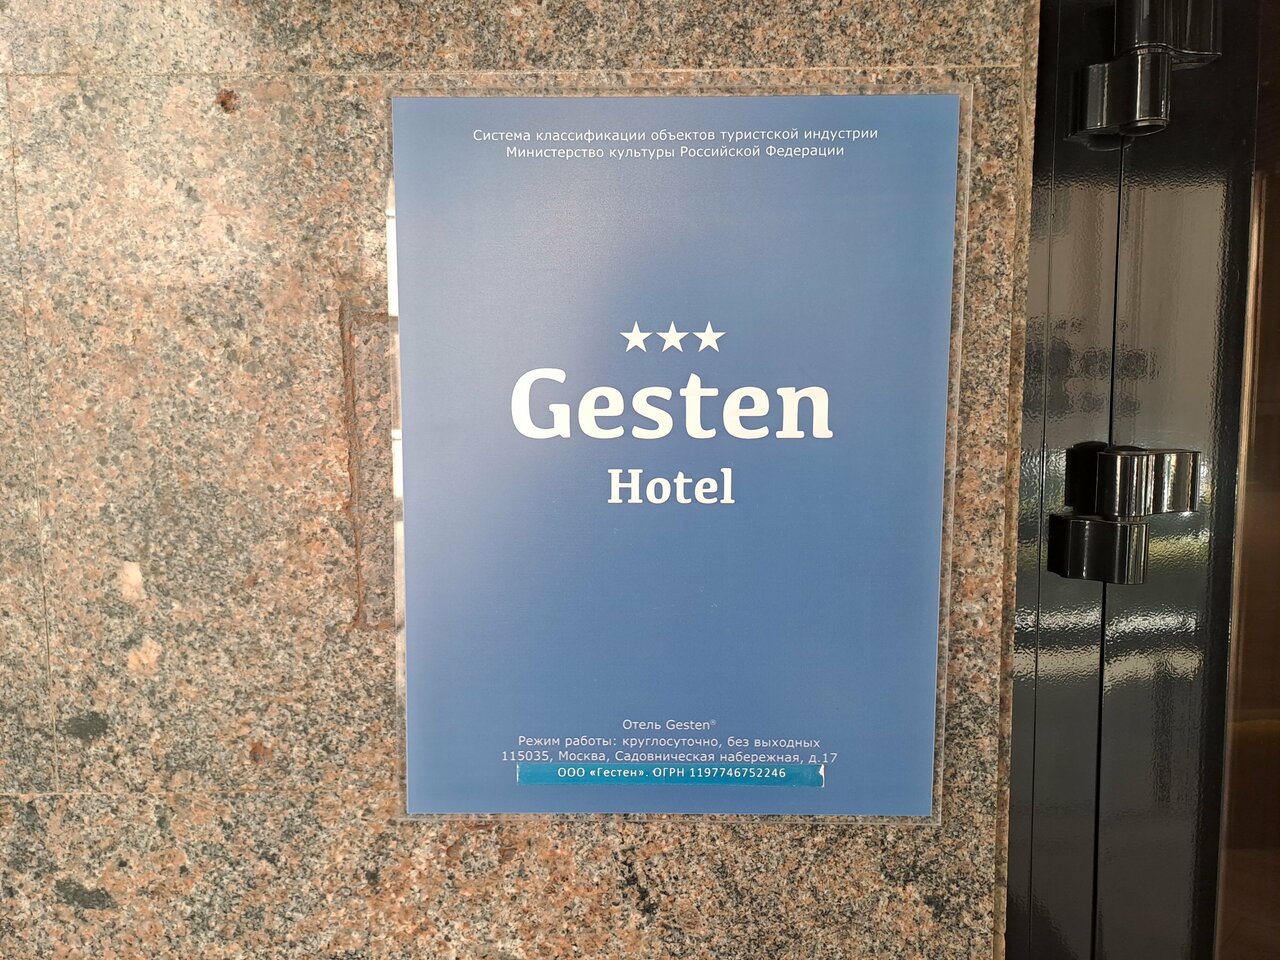 Система классификации объектов туристской индустрии
Министерство культуры Российской Федерации
★★★
Gesten
Hotel
Отель Gesten®
Режим работы: круглосуточно, без выходных
115035, Москва, Садовническая набережная, д.17
ООО «Гестен». ОГРН 1197746752246